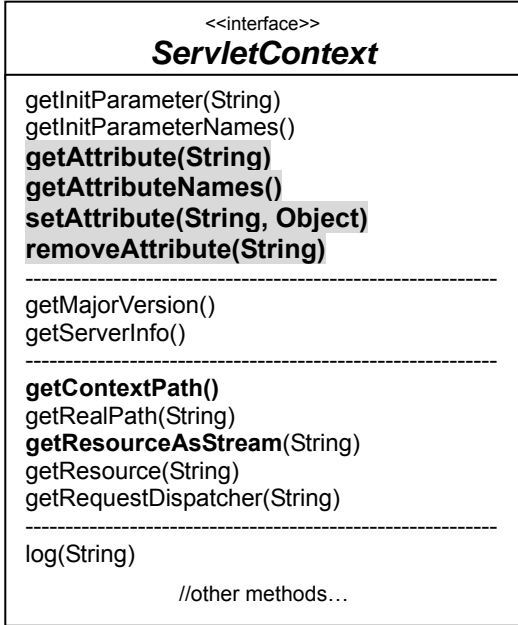 <<interface>>
ServletContext
getInitParameter(String)
getInitParameterNames()
getAttribute(String)
getAttributeNames()
setAttribute(String, Object)
removeAttribute(String)
-----------------------------------------------------------
getMajorVersion()
getServerInfo()
-----------------------------------------------------------
getContextPath()
getRealPath(String)
getResourceAsStream(String)
getResource(String)
getRequestDispatcher(String)
-----------------------------------------------------------
log(String)
//other methods…